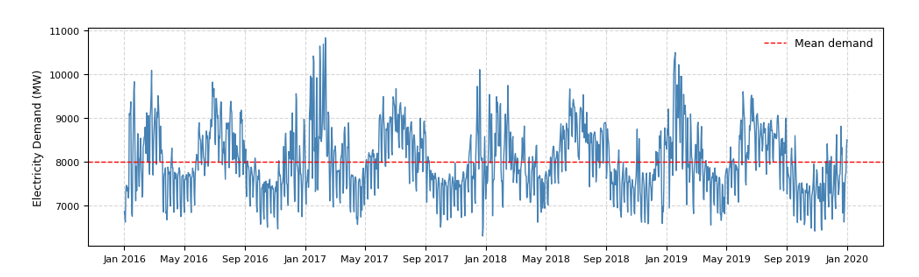 11000
10000
9000
8000
7000
Electricity Demand (MW)
Mean demand
Jan 2016 May 2016 Sep 2016 Jan 2017 May 2017 Sep 2017 Jan 2018 May 2018 Sep 2018 Jan 2019 May 2019 Sep 2019 Jan 2020